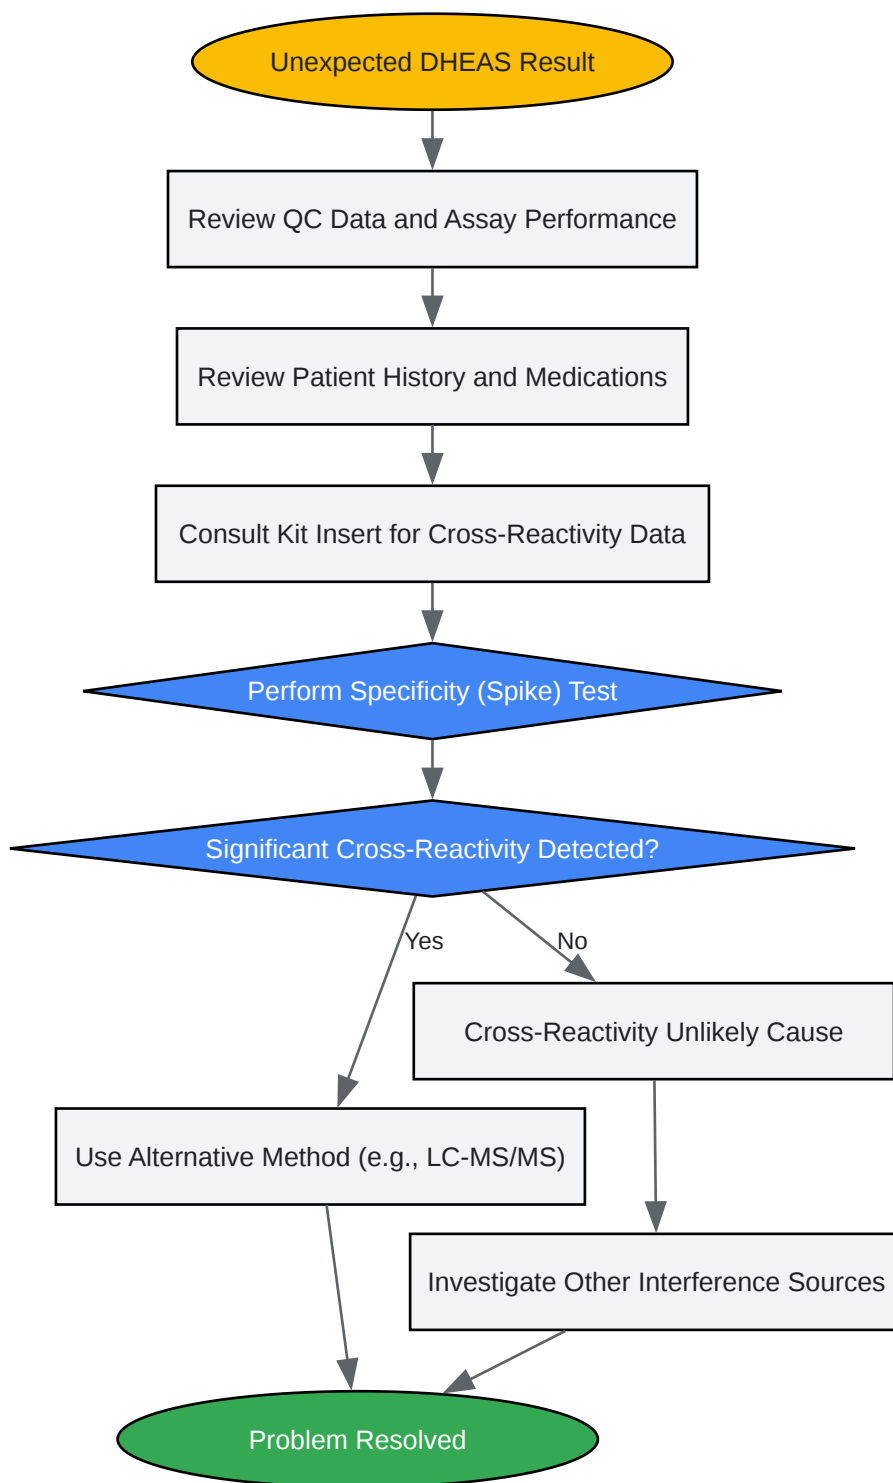 Unexpected DHEAS Result
Review QC Data and Assay Performance
Review Patient History and Medications
Consult Kit Insert for Cross-Reactivity Data
Perform Specificity (Spike) Test
Significant Cross-Reactivity Detected?
Yes
No
Cross-Reactivity Unlikely Cause
Use Alternative Method (e.g., LC-MS/MS)
Investigate Other Interference Sources
Problem Resolved